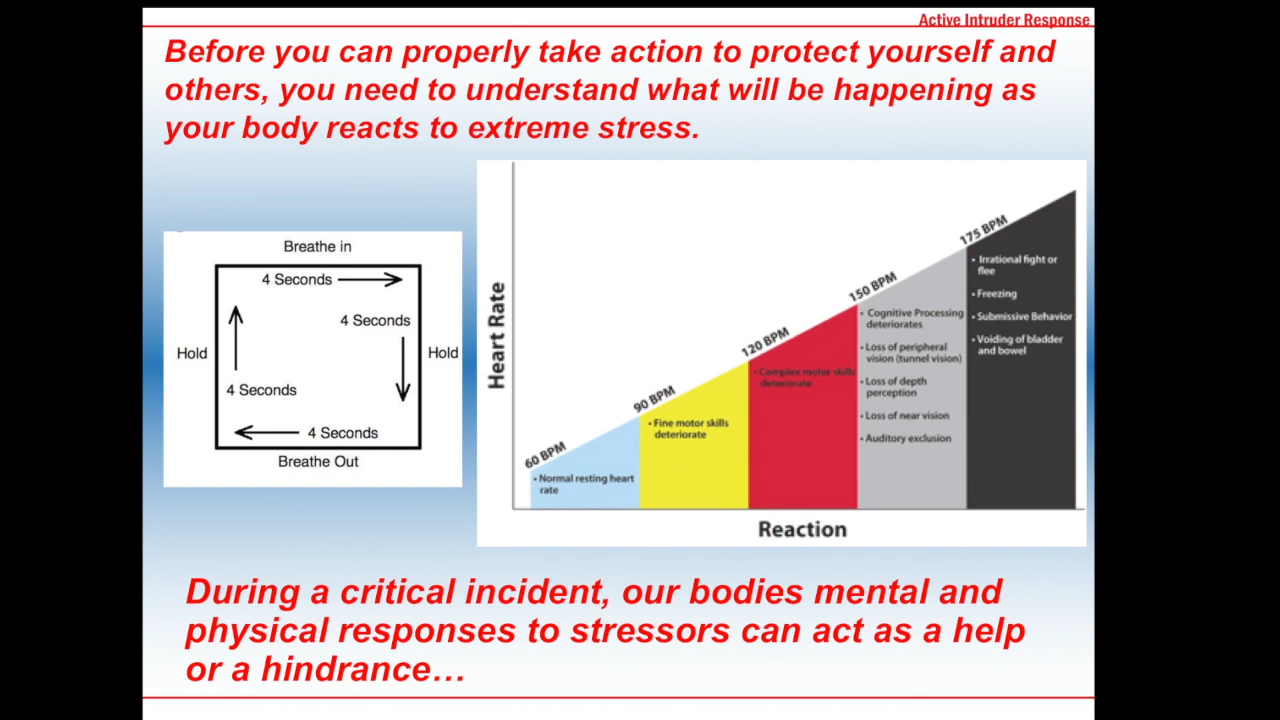 Active Intruder Response
Before you can properly take action to protect yourself and
others, you need to understand what will be happening as
your body reacts to extreme stress.
Breathe in
4 Seconds
4 Seconds
Hold
Hold
4 Seconds
4 Seconds
Breathe Out
Heart Rate
60 BPM
• Normal resting heart
rate
90 BPM
• Fine motor skills
deteriorate
120 BPM
• Complex motor skills
deteriorate
150 BPM
• Cognitive Processing
deteriorates
• Loss of peripheral
vision (tunnel vision)
• Loss of depth
perception
• Loss of near vision
• Auditory exclusion
175 BPM
• Irrational fight or
flee
• Freezing
• Submissive Behavior
• Voiding of bladder
and bowel
Reaction
During a critical incident, our bodies mental and
physical responses to stressors can act as a help
or a hindrance…